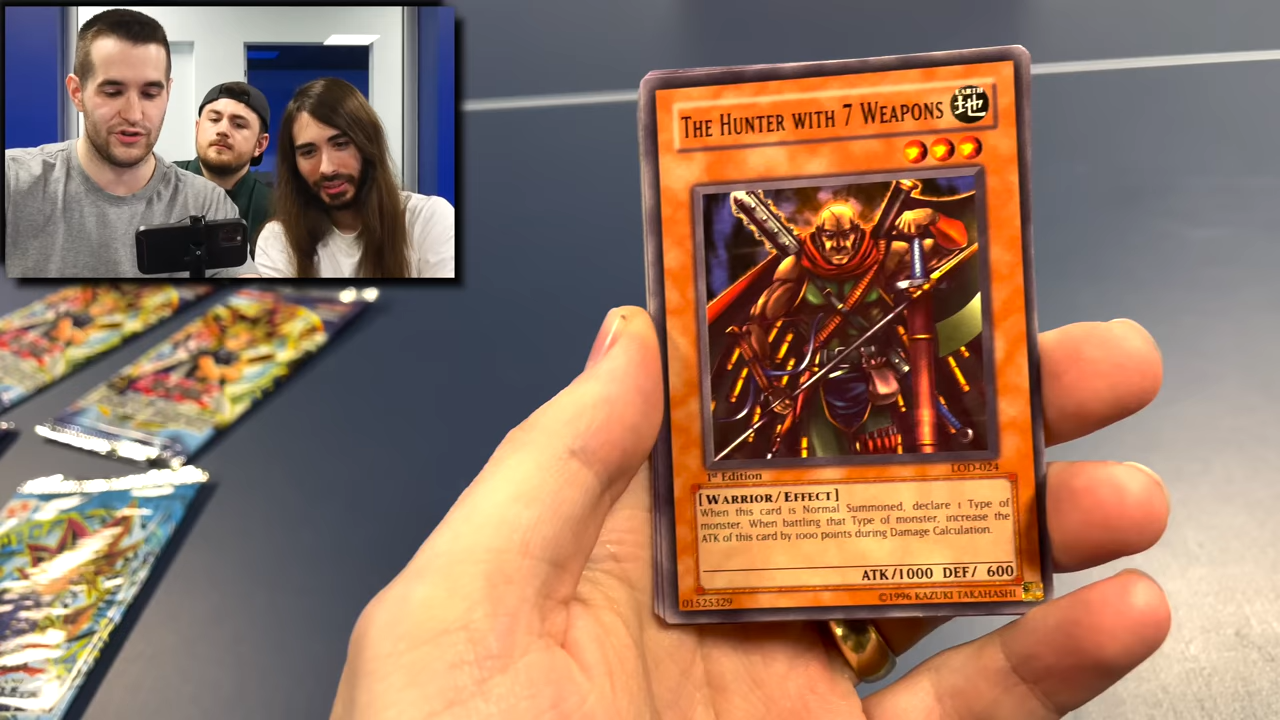 THE HUNTER WITH 7 WEAPONS
EARTH
地
1st Edition
LOD-024
[WARRIOR/EFFECT]
When this card is Normal Summoned, declare 1 Type of
monster. When battling that Type of monster, increase the
ATK of this card by 1000 points during Damage Calculation.
ATK/1000 DEF/ 600
01525329
©1996 KAZUKI TAKAHASHI